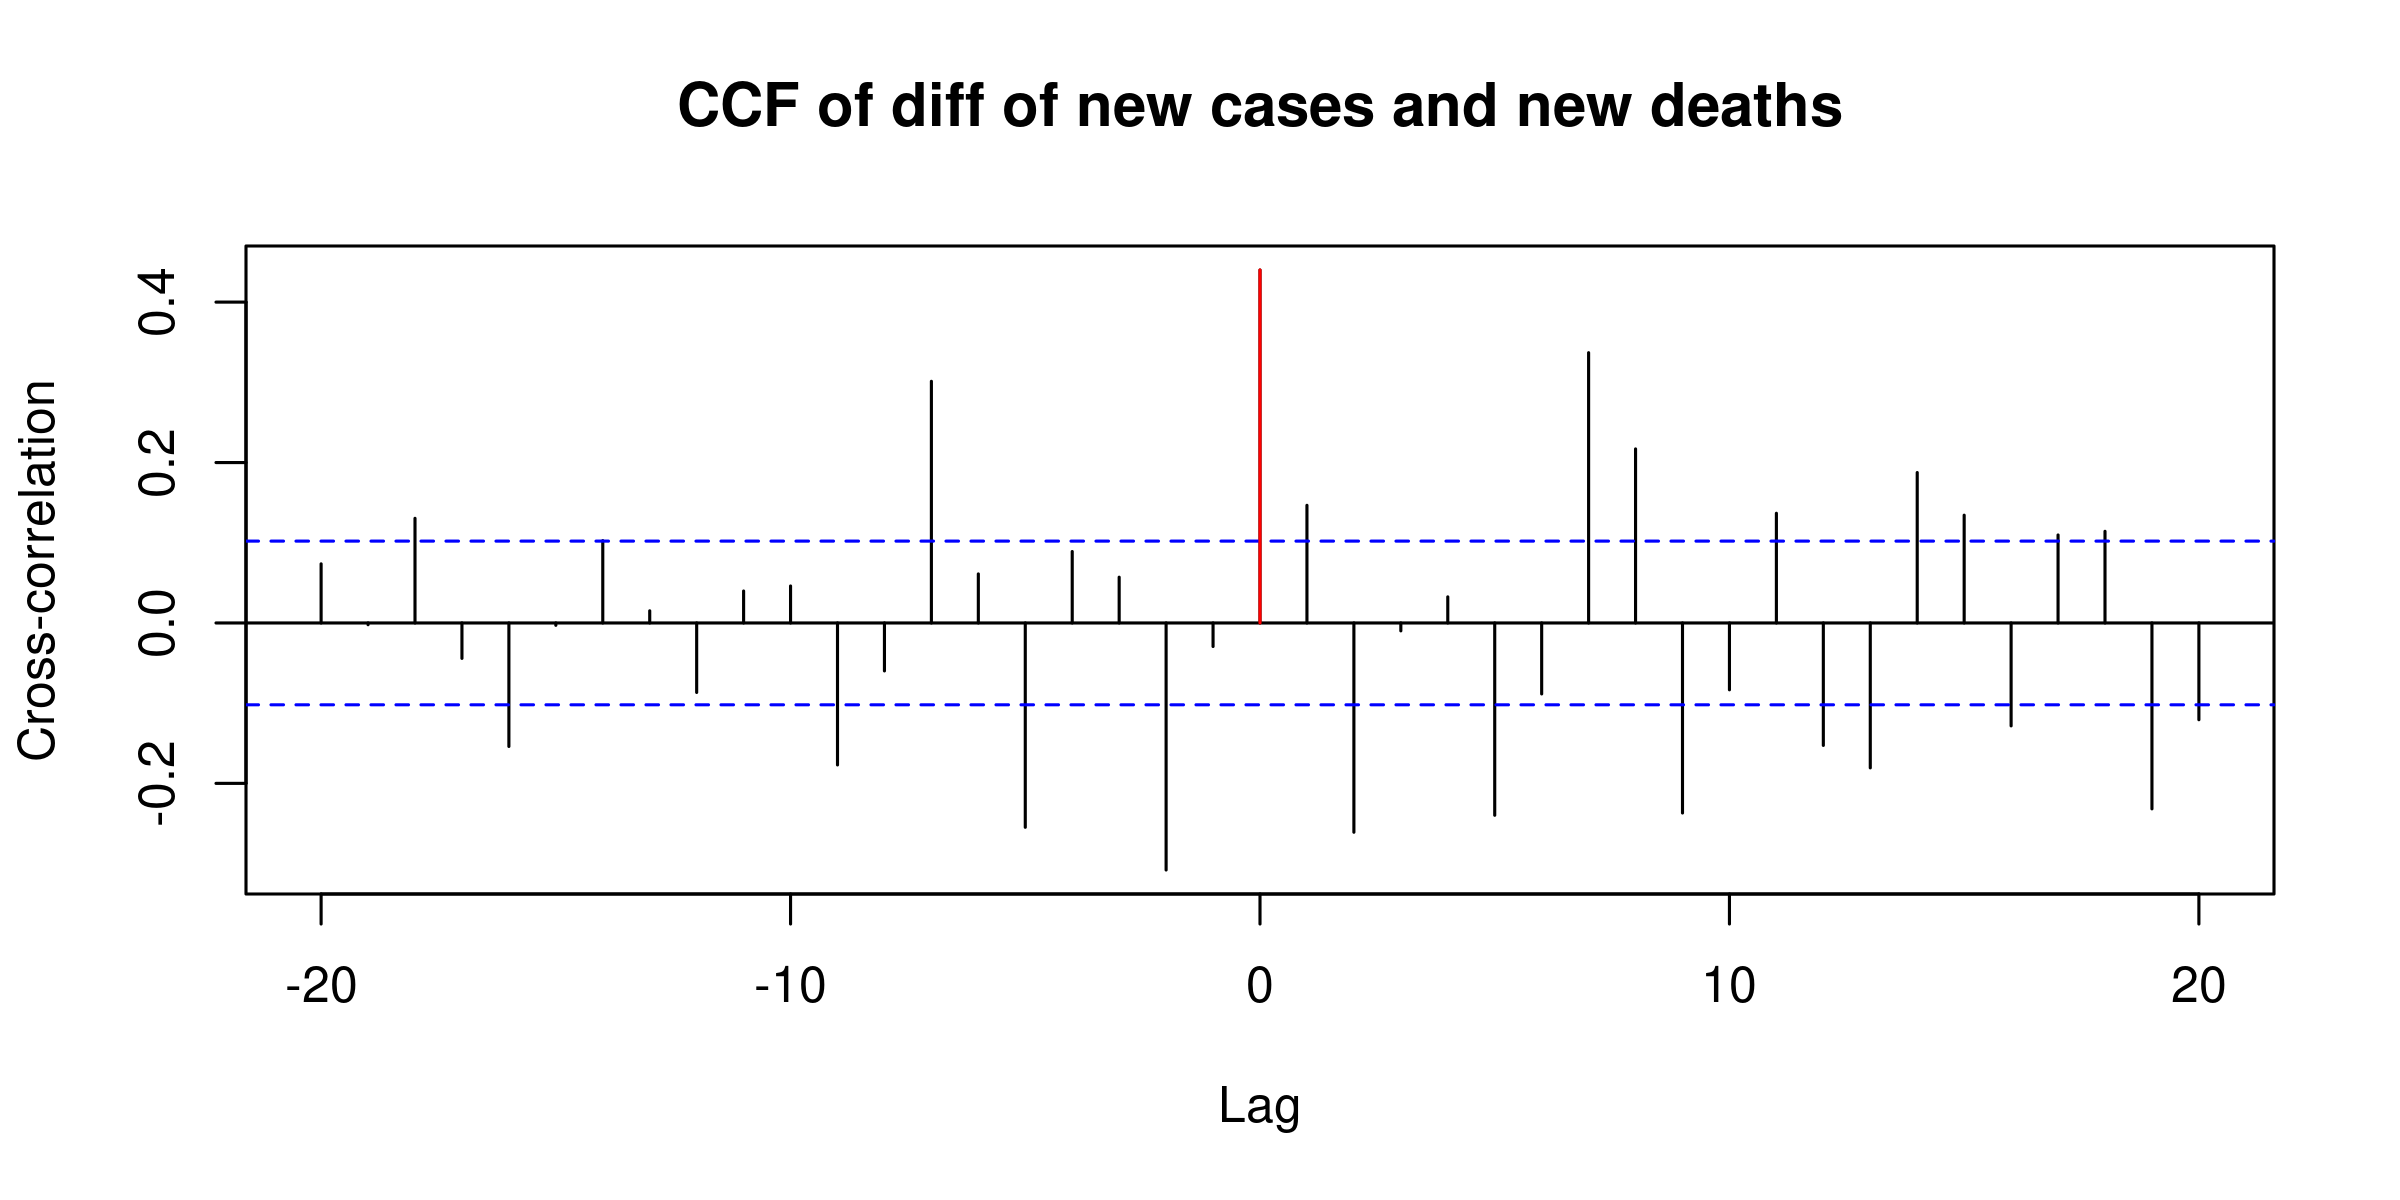 CCF of diff of new cases and new deaths
Cross-correlation
0.4
0.2
0.0
-0.2
-20 -10 0 10 20
Lag